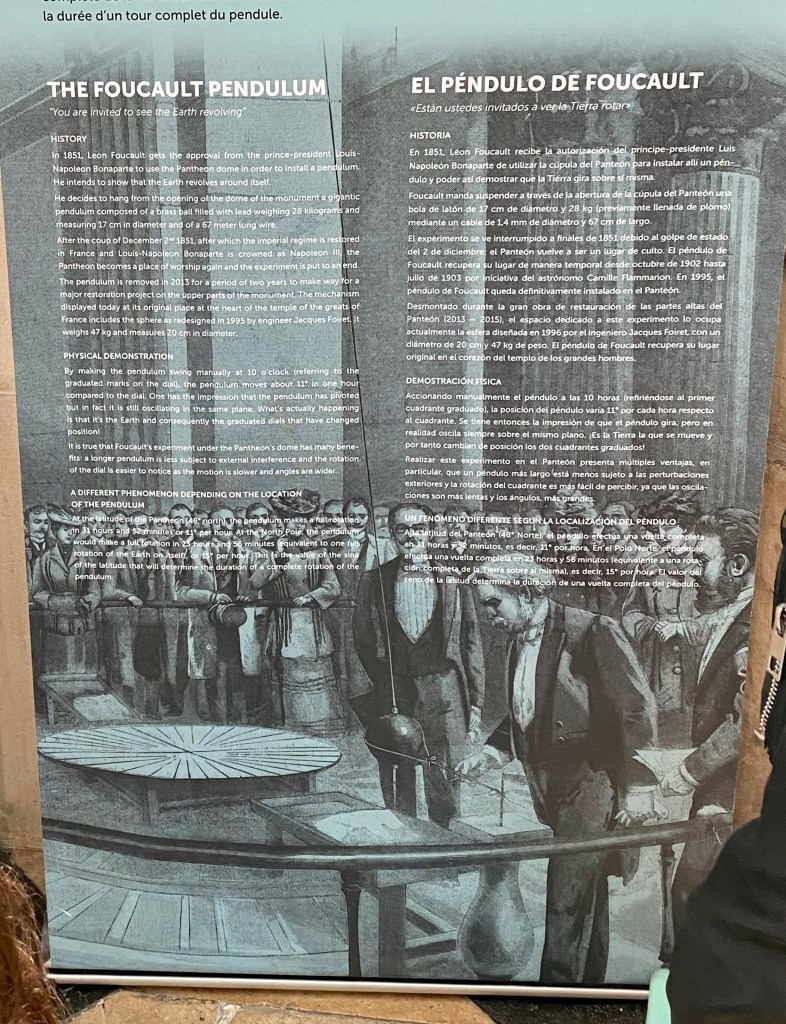 la durée d'un tour complet du pendule.
THE FOUCAULT PENDULUM
"You are invited to see the Earth revolving"
HISTORY
In 1851, Léon Foucault gets the approval from the prince-president Louis-
Napoleon Bonaparte to use the Pantheon dome in order to install a pendulum.
He intends to show that the Earth revolves around itself.
He decides to hang from the opening of the dome of the monument a gigantic
pendulum composed of a brass ball filled with lead weighing 28 kilograms and
measuring 17 cm in diameter and of a 67 meter long wire.
After the coup of December 2nd 1851, after which the imperial regime is restored
in France and Louis-Napoleon Bonaparte is crowned as Napoleon III, the
Pantheon becomes a place of worship again and the experiment is put to an end.
The pendulum is removed in 2013 for a period of two years to make way for a
major restoration project on the upper parts of the monument. The mechanism
displayed today at its original place at the heart of the temple of the greats of
France includes the sphere as redesigned in 1995 by engineer Jacques Foiret. It
weighs 47 kg and measures 20 cm in diameter.
PHYSICAL DEMONSTRATION
By making the pendulum swing manually at 10 o'clock (referring to the
graduated marks on the dial), the pendulum moves about 11° in one hour
compared to the dial. One has the impression that the pendulum has pivoted
but in fact it is still oscillating in the same plane. What's actually happening
is that it's the Earth and consequently the graduated dials that have changed
position!
It is true that Foucault's experiment under the Pantheon's dome has many bene-
fits: a longer pendulum is less subject to external interference and the rotation
of the dial is easier to notice as the motion is slower and angles are wider.
A DIFFERENT PHENOMENON DEPENDING ON THE LOCATION
OF THE PENDULUM
At the latitude of the Pantheon (48° north), the pendulum makes a full rotation
in 31 hours and 52 minutes, or 11° per hour. At the North Pole, the pendulum
would make a full rotation in 23 hours and 56 minutes (equivalent to one full
rotation of the Earth on itself), or 15° per hour. This is the value of the sine
of the latitude that will determine the duration of a complete rotation of the
pendulum.
EL PÉNDULO DE FOUCAULT
«Están ustedes invitados a ver la Tierra rotar»
HISTORIA
En 1851, Léon Foucault recibe la autorización del príncipe-presidente Luis
Napoleón Bonaparte de utilizar la cúpula del Panteón para instalar allí un pén-
dulo y poder así demostrar que la Tierra gira sobre sí misma.
Foucault manda suspender a través de la abertura de la cúpula del Panteón una
bola de latón de 17 cm de diámetro y 28 kg (previamente llenada de plomo)
mediante un cable de 1,4 mm de diámetro y 67 cm de largo.
El experimento se ve interrumpido a finales de 1851 debido al golpe de estado
del 2 de diciembre: el Panteón vuelve a ser un lugar de culto. El péndulo de
Foucault recupera su lugar de manera temporal desde octubre de 1902 hasta
julio de 1903 por iniciativa del astrónomo Camille Flammarion. En 1995, el
péndulo de Foucault queda definitivamente instalado en el Panteón.
Desmontado durante la gran obra de restauración de las partes altas del
Panteón (2013 – 2015), el espacio dedicado a este experimento lo ocupa
actualmente la esfera diseñada en 1996 por el ingeniero Jacques Foiret, con un
diámetro de 20 cm y 47 kg de peso. El péndulo de Foucault recupera su lugar
original en el corazón del templo de los grandes hombres.
DEMOSTRACIÓN FÍSICA
Accionando manualmente el péndulo a las 10 horas (refiriéndose al primer
cuadrante graduado), la posición del péndulo varía 11° por cada hora respecto
al cuadrante. Se tiene entonces la impresión de que el péndulo gira, pero en
realidad oscila siempre sobre el mismo plano. ¡Es la Tierra la que se mueve y
por tanto cambian de posición los dos cuadrantes graduados!
Realizar este experimento en el Panteón presenta múltiples ventajas, en
particular, que un péndulo más largo está menos sujeto a las perturbaciones
exteriores y la rotación del cuadrante es más fácil de percibir, ya que las oscila-
ciones son más lentas y los ángulos, más grandes.
UN FENÓMENO DIFERENTE SEGÚN LA LOCALIZACIÓN DEL PÉNDULO
A la latitud del Panteón (48° Norte), el péndulo efectúa una vuelta completa
en 31 horas y 52 minutos, es decir, 11° por hora. En el Polo Norte, el péndulo
efectúa una vuelta completa en 23 horas y 56 minutos (equivalente a una rota-
ción completa de la Tierra sobre sí misma), es decir, 15° por hora. El valor del
seno de la latitud determina la duración de una vuelta completa del péndulo.